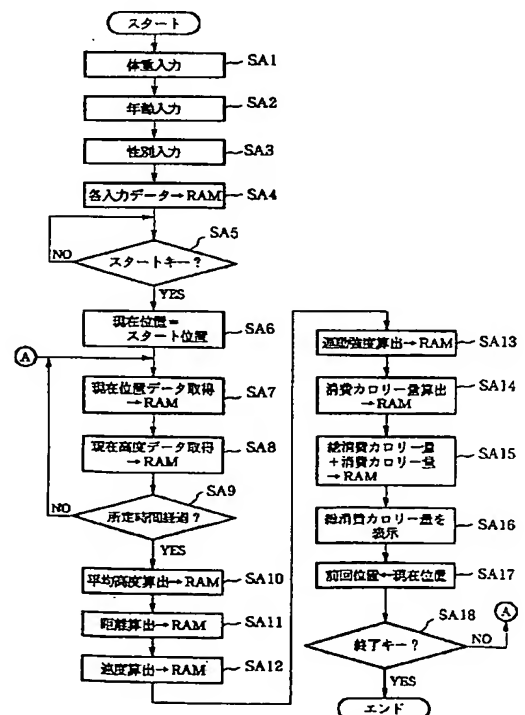 スタート
体重入力
SA1
年齢入力
SA2
性別入力
SA3
各入力データ→RAM
SA4
SA5
NO
スタートキー?
YES
現在位置=
スタート位置
SA6
A
現在位置データ取得
→RAM
SA7
現在高度データ取得
→RAM
SA8
SA9
NO
所定時間経過?
YES
平均高度算出→RAM
SA10
距離算出→RAM
SA11
速度算出→RAM
SA12
運動強度算出→RAM
SA13
消費カロリー量算出
→RAM
SA14
総消費カロリー量
+消費カロリー量
→RAM
SA15
総消費カロリー量を
表示
SA16
前回位置←現在位置
SA17
SA18
A
終了キー?
NO
YES
エンド